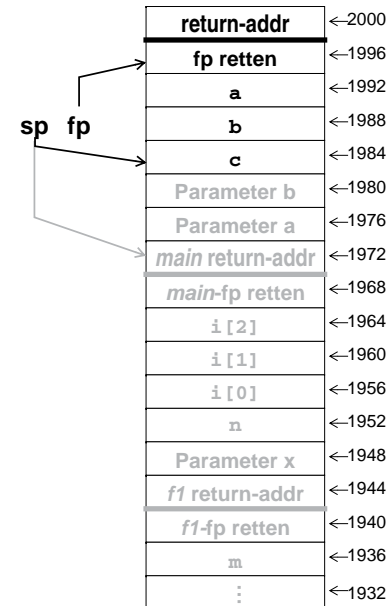 return-addr ←2000
fp retten ←1996
a ←1992
sp fp b ←1988
c ←1984
Parameter b ←1980
Parameter a ←1976
main return-addr ←1972
main-fp retten ←1968
i[2] ←1964
i[1] ←1960
i[0] ←1956
n ←1952
Parameter x ←1948
f1 return-addr ←1944
f1-fp retten ←1940
m ←1936
⋮ ←1932